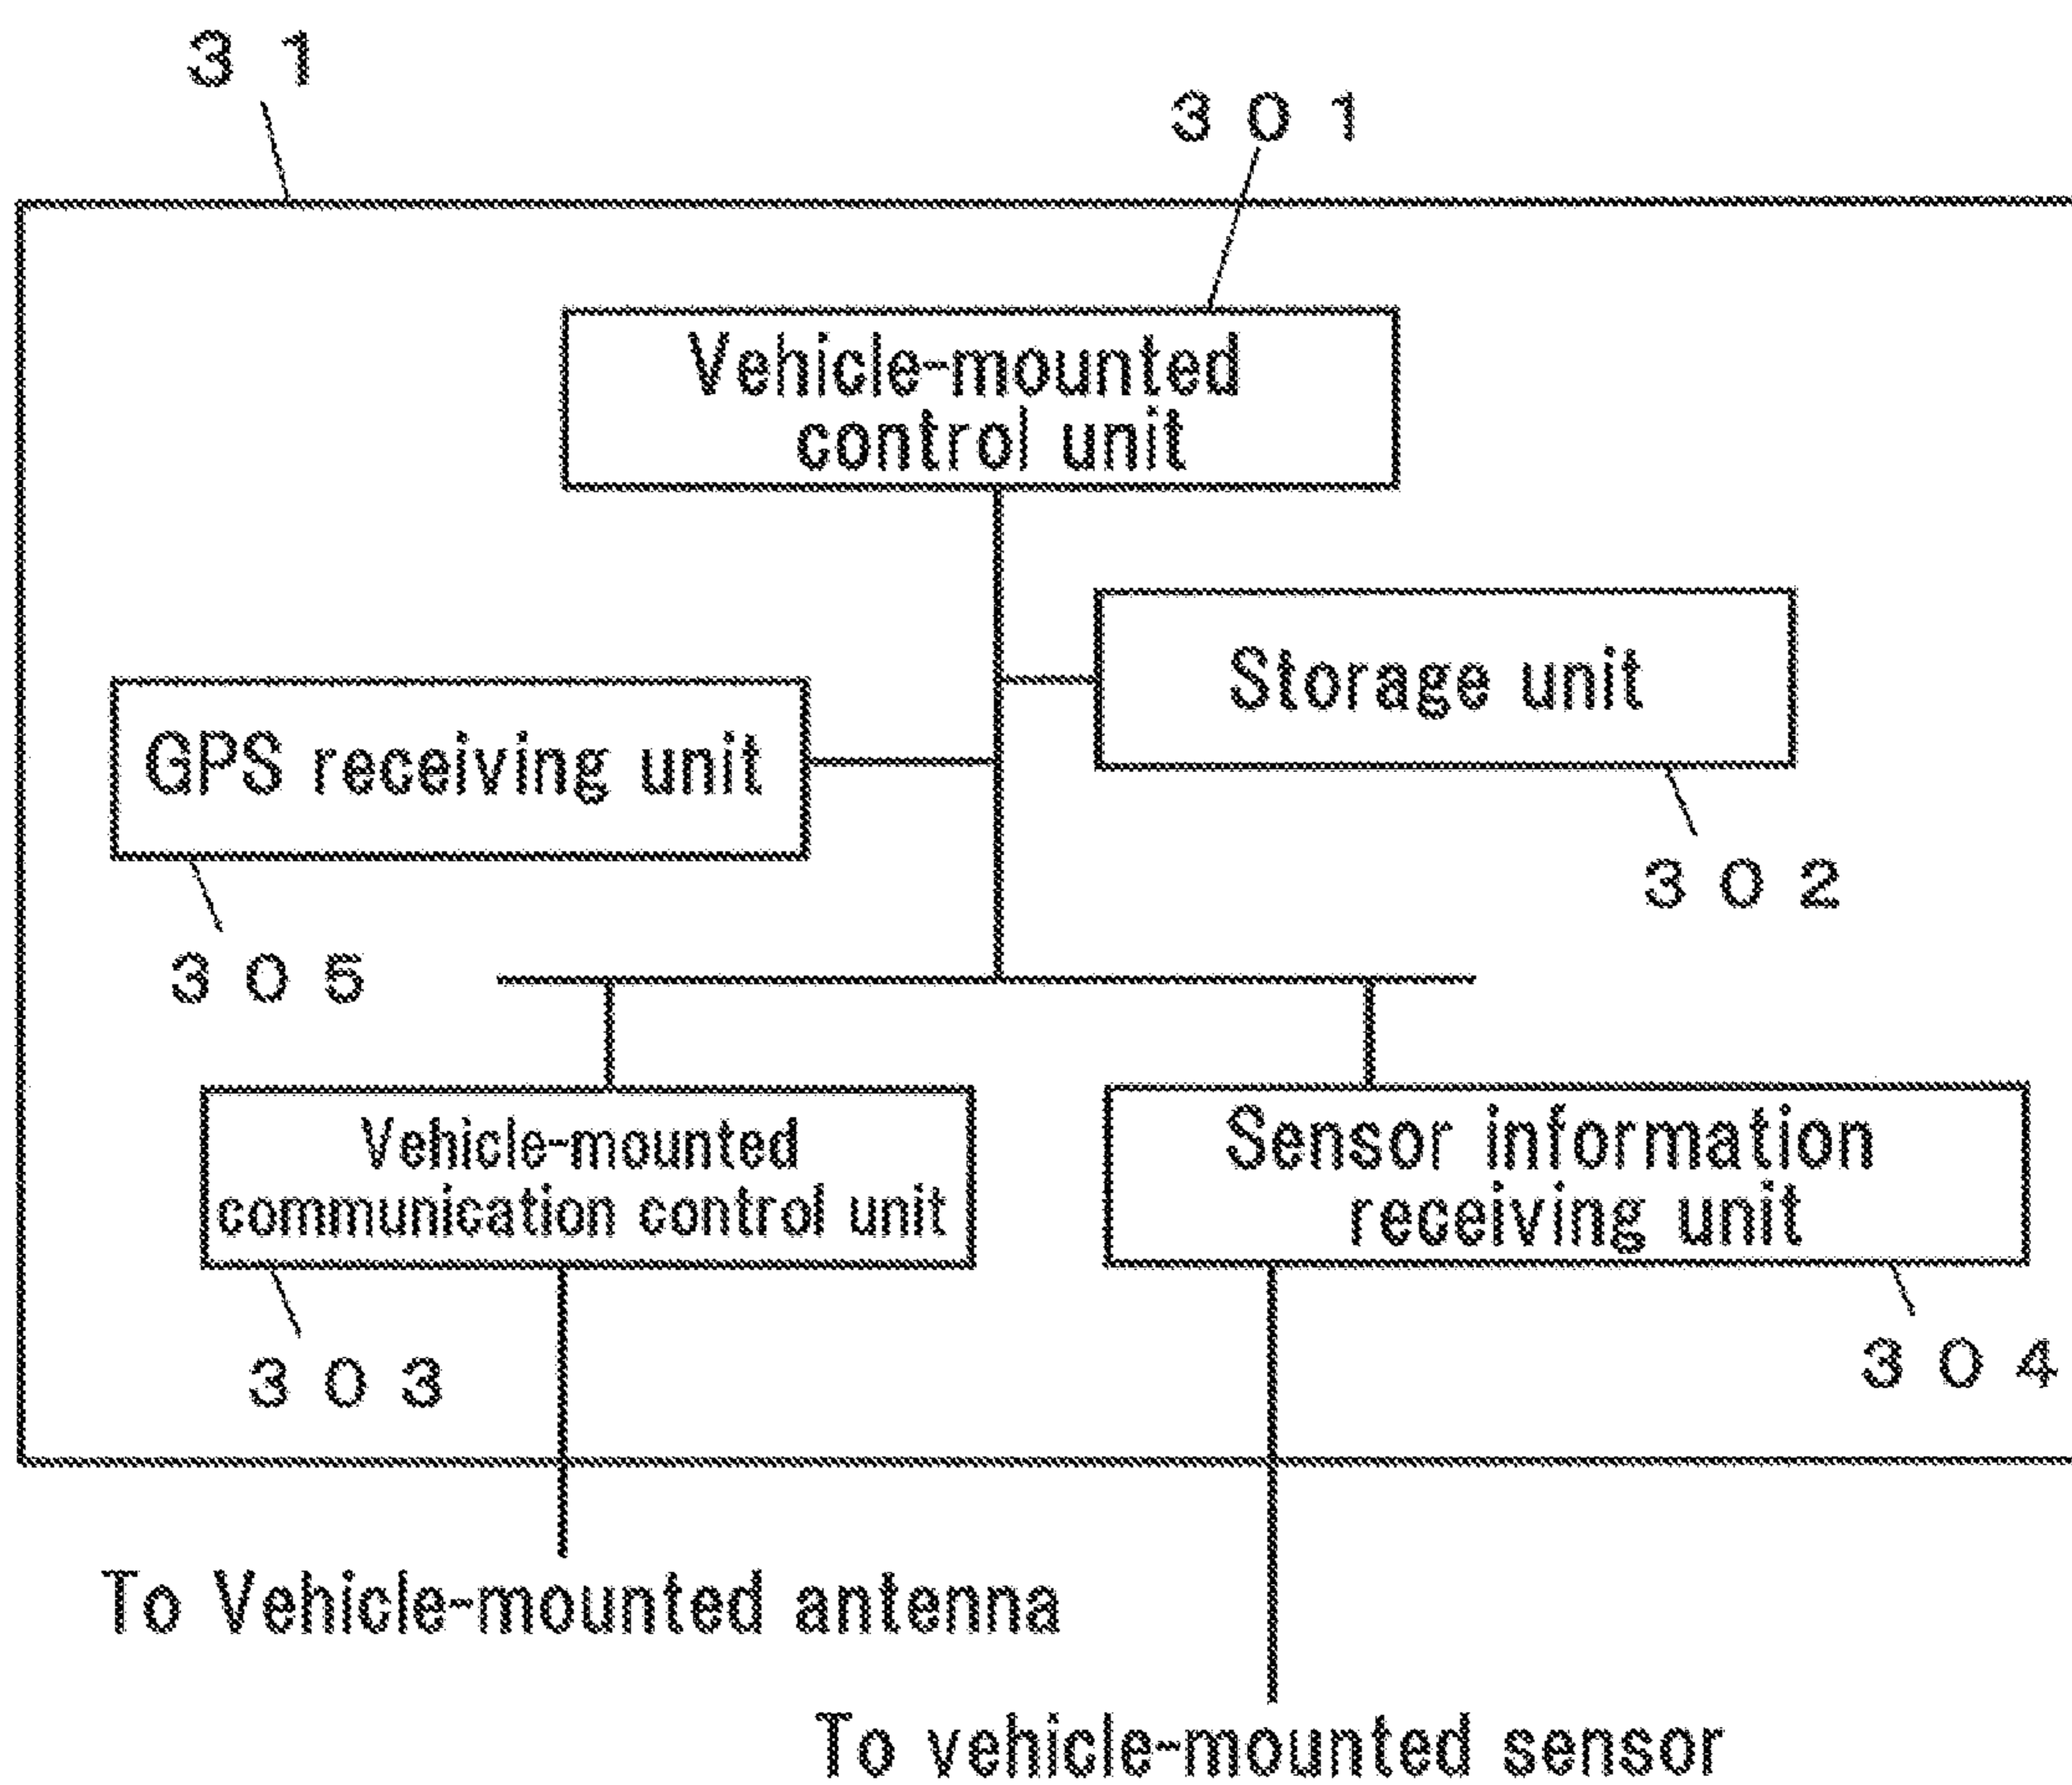 31
301
Vehicle-mounted
control unit
Storage unit
GPS receiving unit
302
305
Vehicle-mounted
communication control unit
Sensor information
receiving unit
303
304
To Vehicle-mounted antenna
To vehicle-mounted sensor